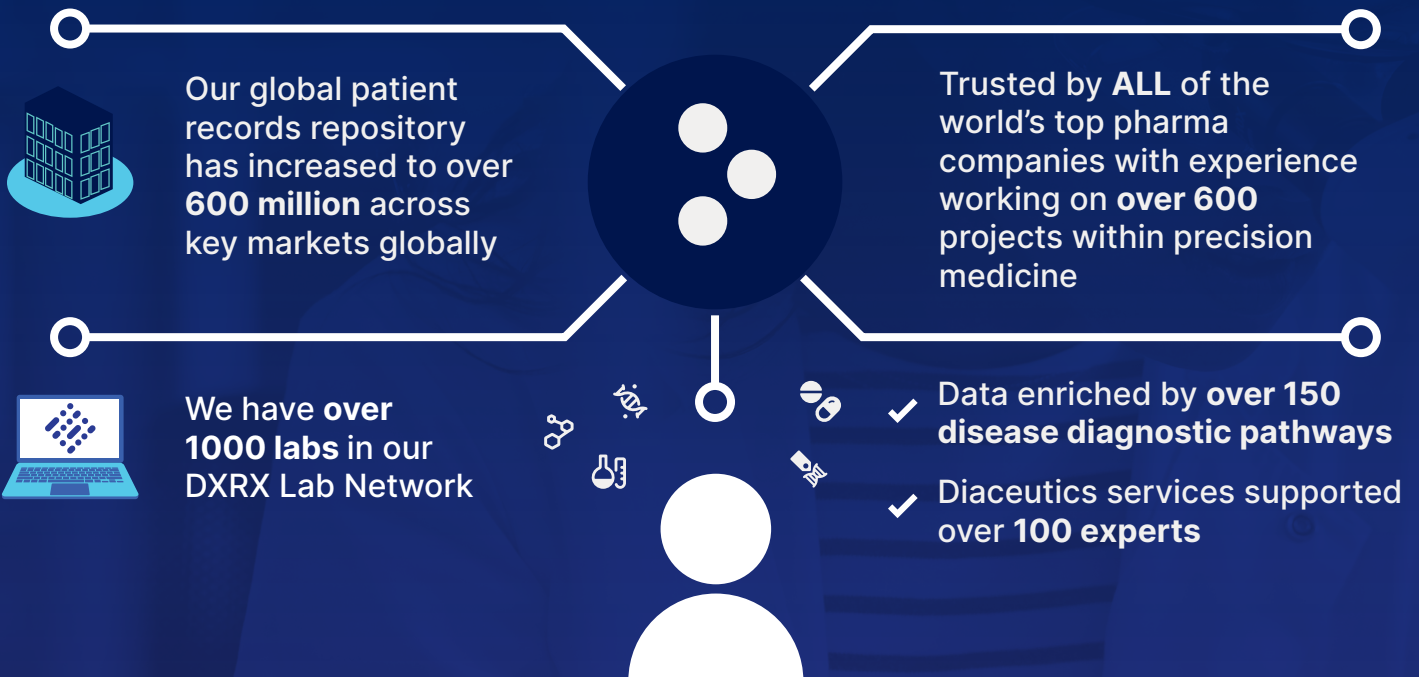 Our global patient
records repository
has increased to over
600 million across
key markets globally
Trusted by ALL of the
world's top pharma
companies with experience
working on over 600
projects within precision
medicine
We have over
1000 labs in our
DXRX Lab Network
Data enriched by over 150
disease diagnostic pathways
Diaceutics services supported
over 100 experts